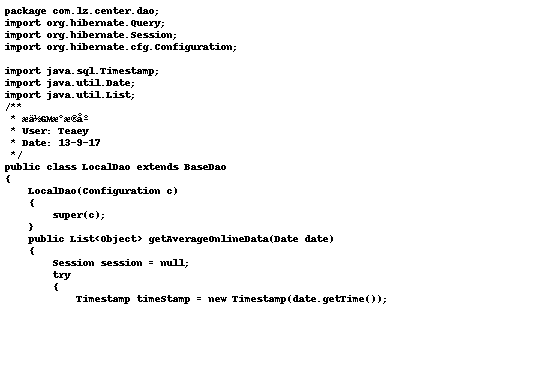 package com.lz.center.dao;
import org.hibernate.Query;
import org.hibernate.Session;
import org.hibernate.cfg.Configuration;
import java.sql.Timestamp;
import java.util.Date;
import java.util.List;
/**
 *
 * User: Teaey
 * Date: 13-9-17
 */
public class LocalDao extends BaseDao
{
    LocalDao(Configuration c)
    {
        super(c);
    }
    public List<Object> getAverageOnlineData(Date date)
    {
        Session session = null;
        try
        {
            Timestamp timeStamp = new Timestamp(date.getTime());